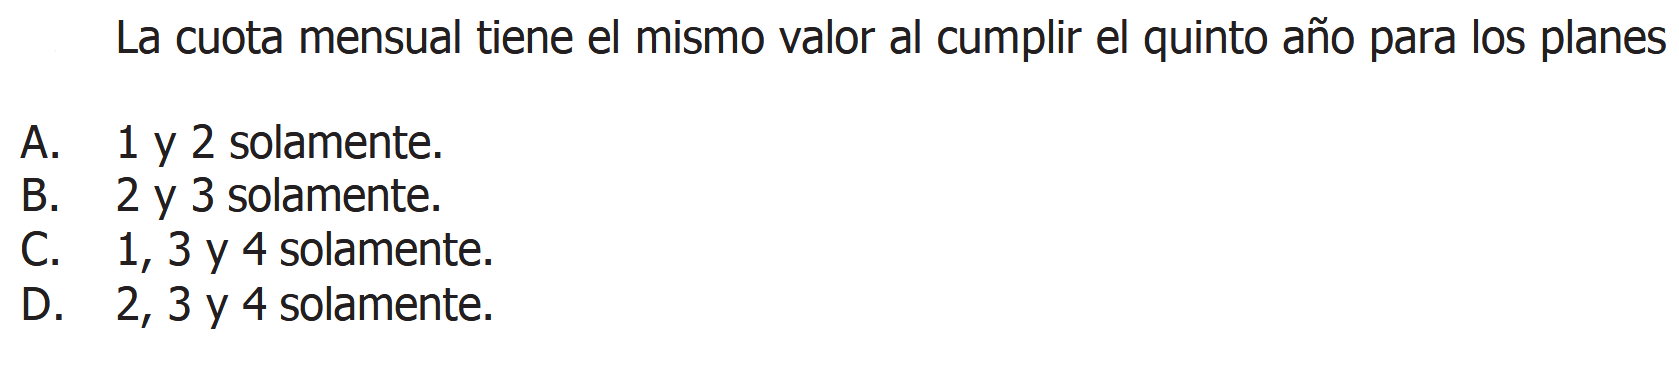 La cuota mensual tiene el mismo valor al cumplir el quinto año para los planes
A. 1 y 2 solamente.
B. 2 y 3 solamente.
C. 1, 3 y 4 solamente.
D. 2, 3 y 4 solamente.